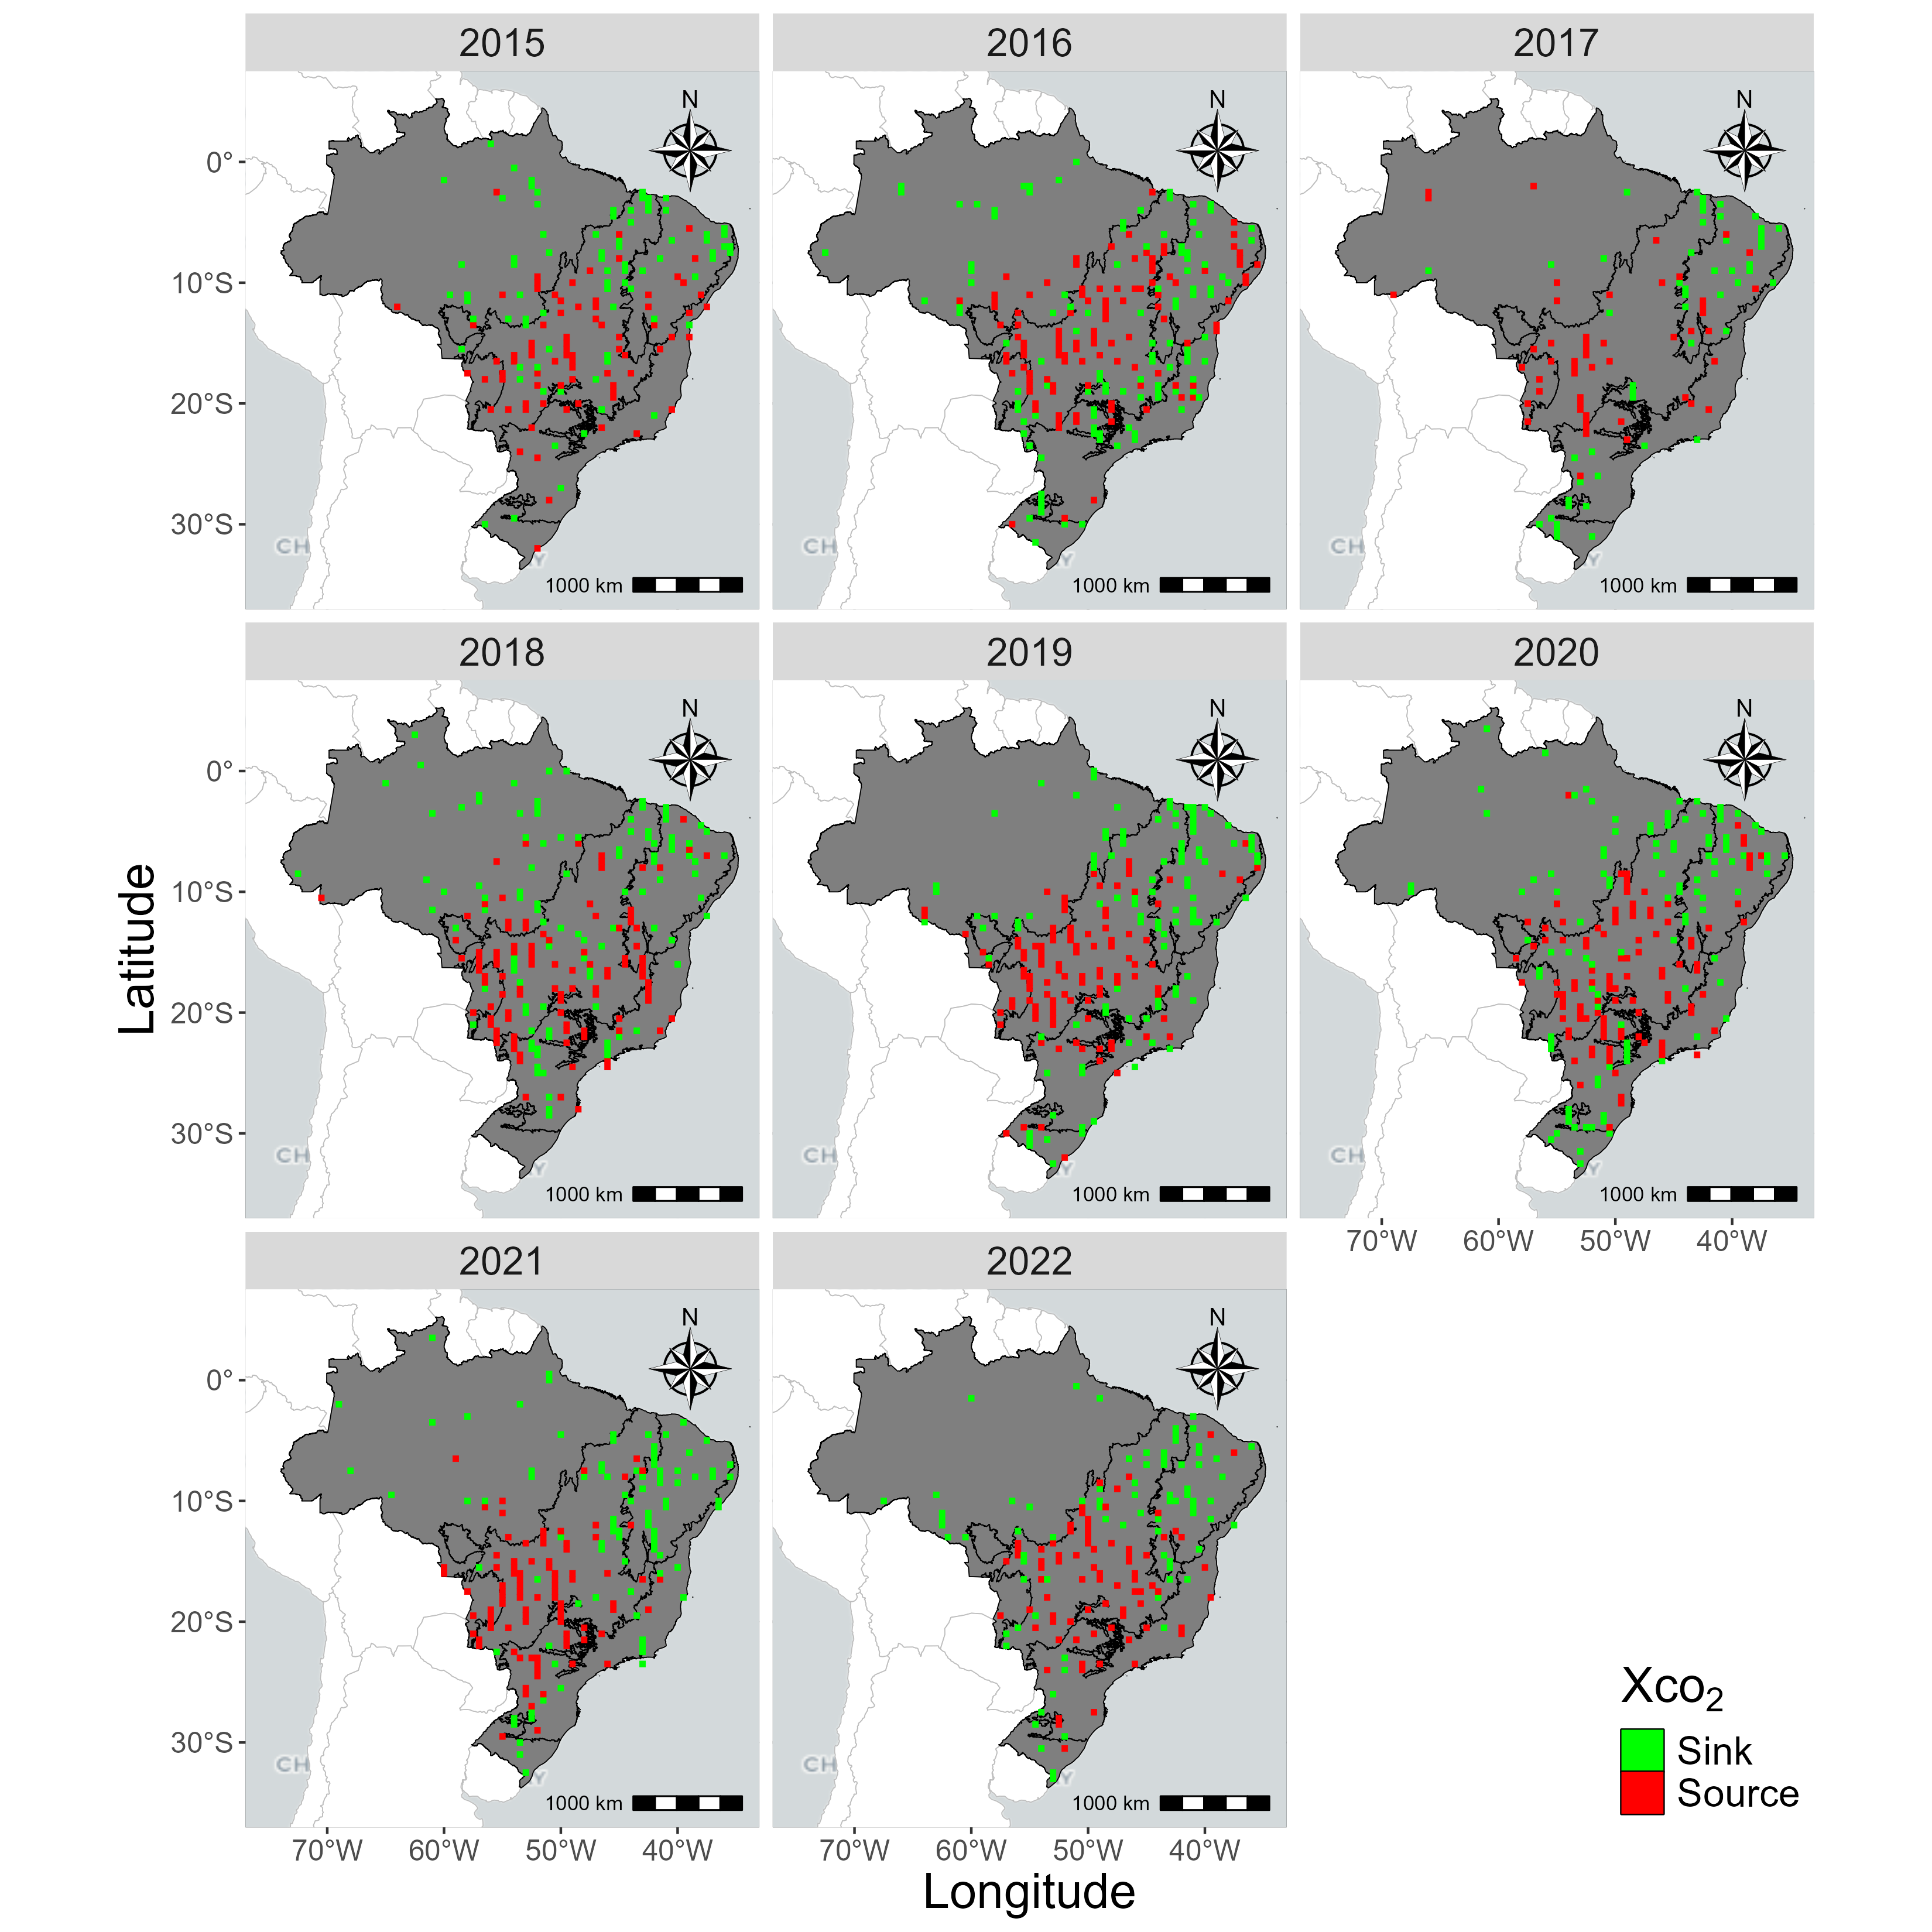 2015 2016 2017
N N N
0°
10°S
20°S
30°S
CH CH CH
Y Y
1000 km 1000 km 1000 km
2018 2019 2020
N N N
0°
10°S
20°S
30°S
CH Y CH Y CH Y
1000 km 1000 km 1000 km
70°W 60°W 50°W 40°W
Latitude
2021 2022
N N
0°
10°S
20°S
30°S
CH Y CH Y
1000 km 1000 km
70°W 60°W 50°W 40°W 70°W 60°W 50°W 40°W
Longitude
Xco₂
Sink
Source